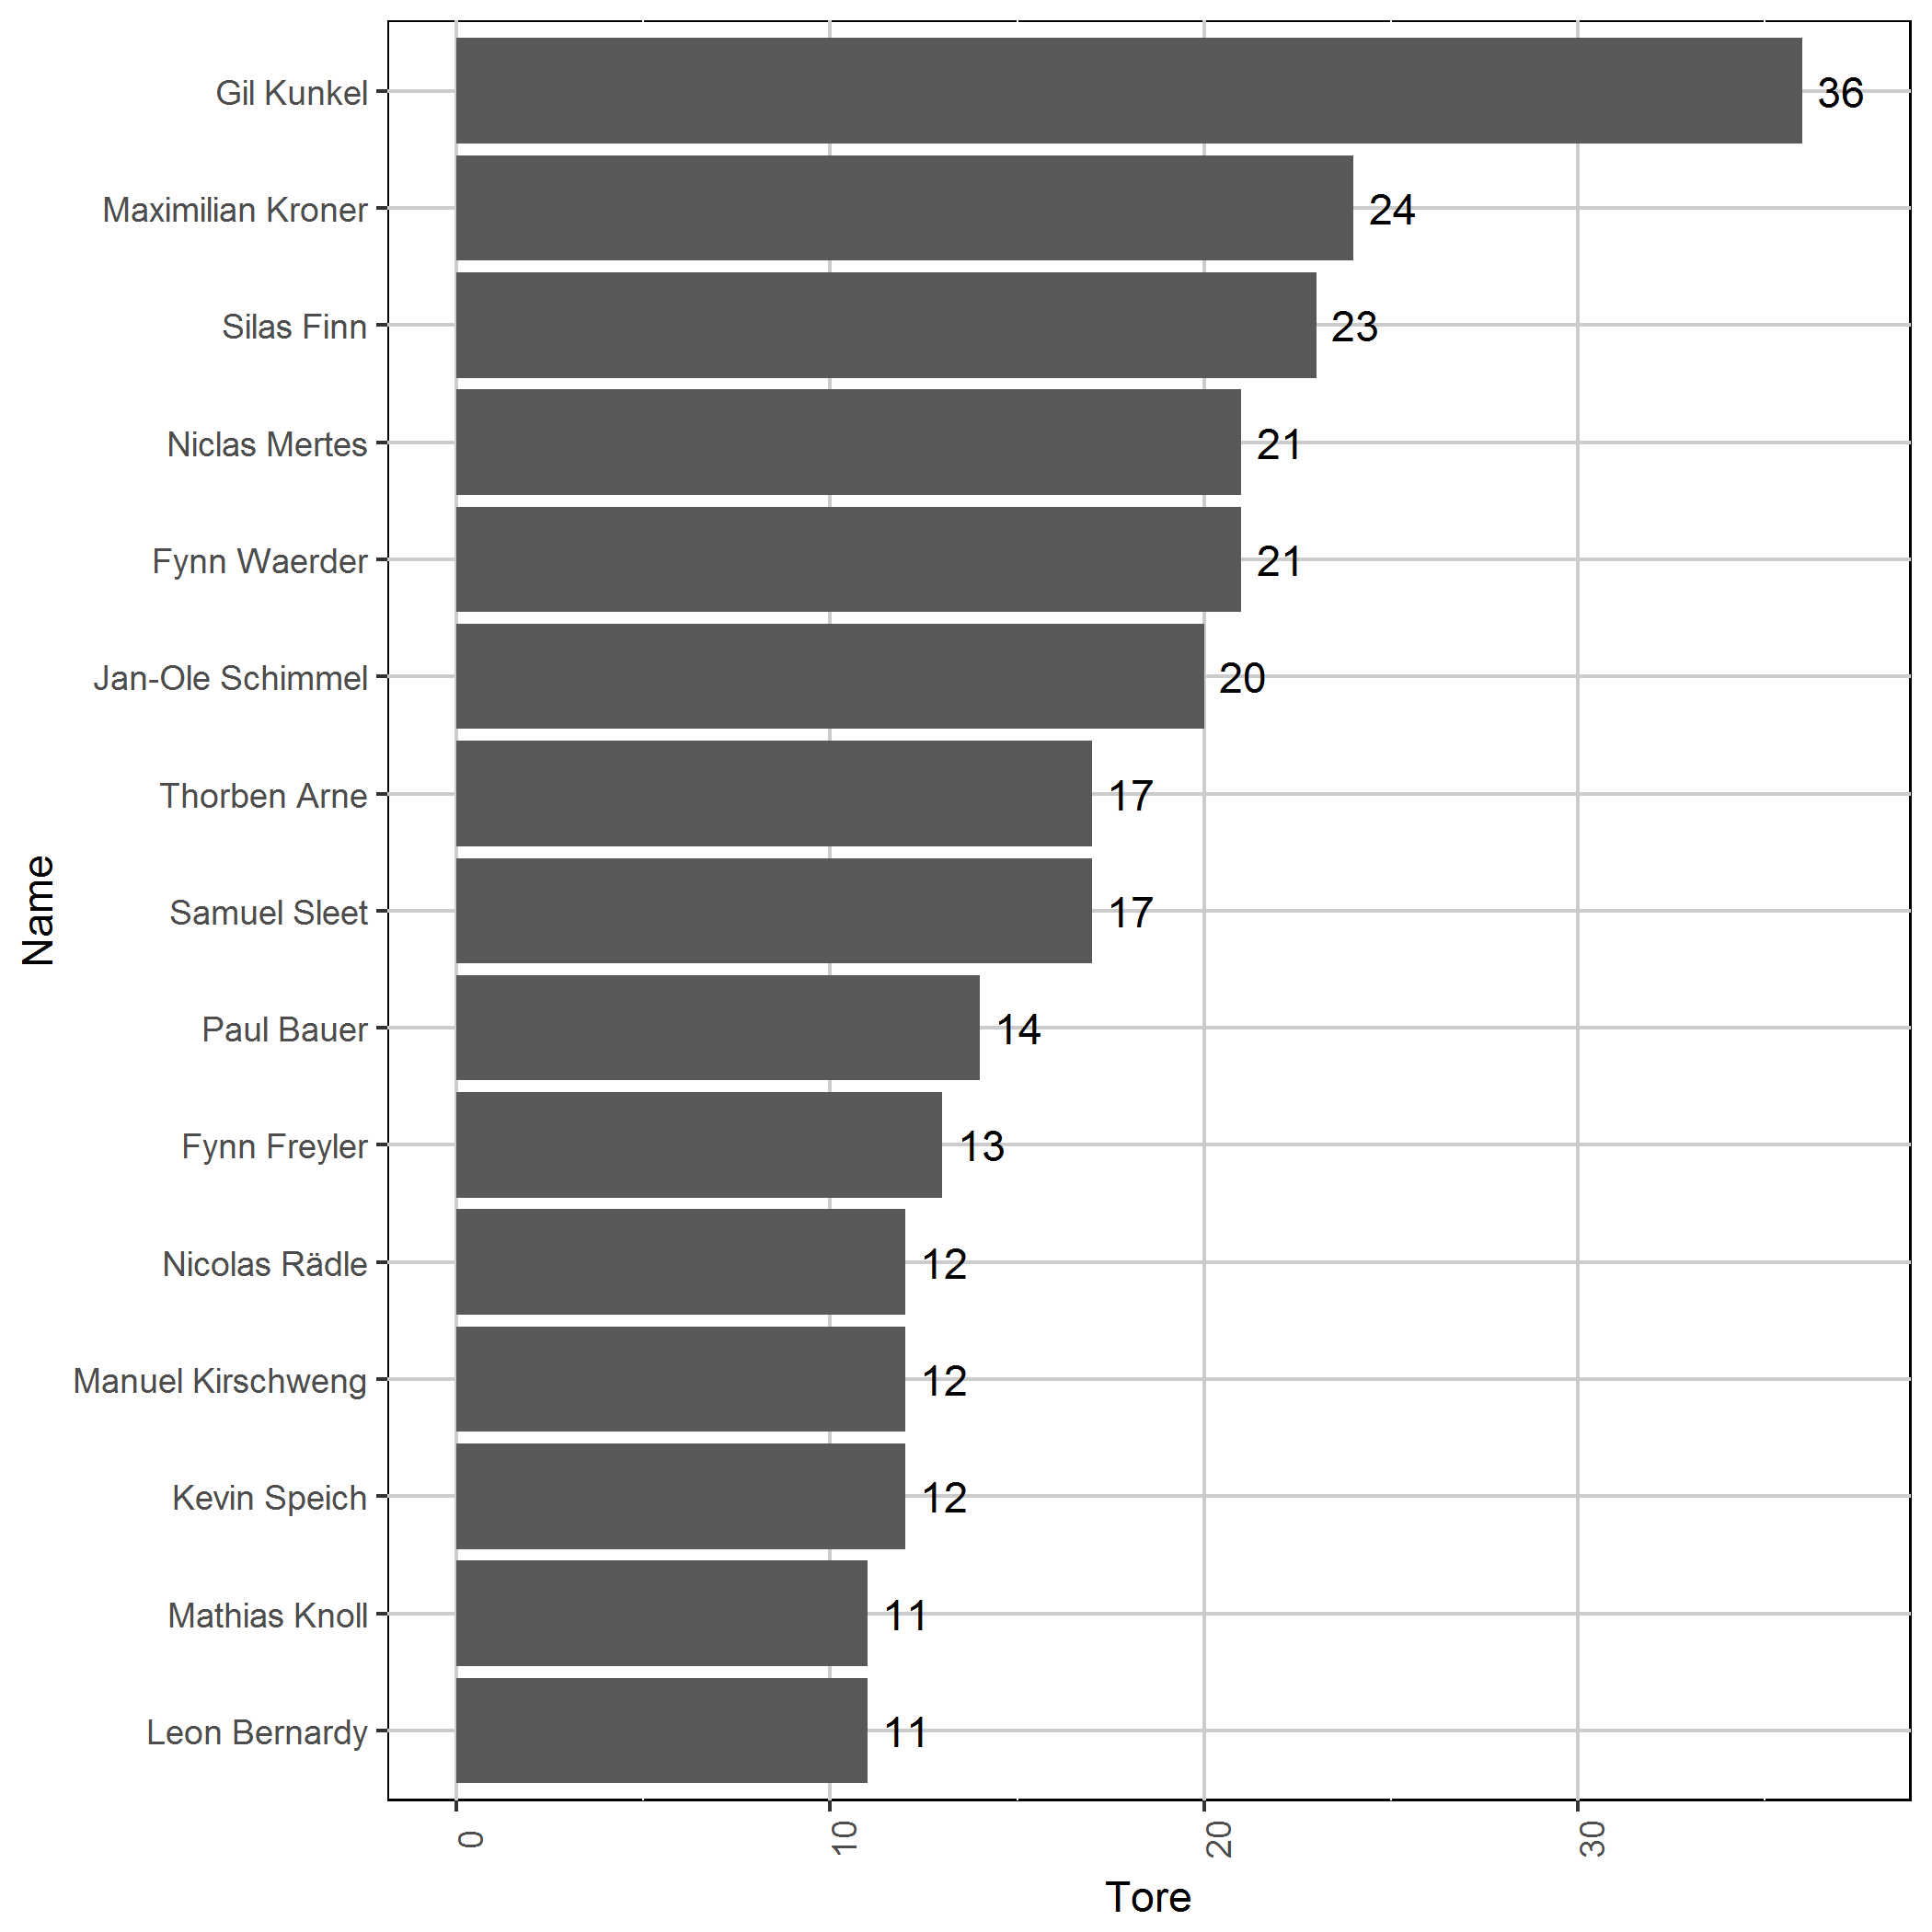 Gil Kunkel 36
Maximilian Kroner 24
Silas Finn 23
Niclas Mertes 21
Fynn Waerder 21
Jan-Ole Schimmel 20
Thorben Arne 17
Samuel Sleet 17
Paul Bauer 14
Fynn Freyler 13
Nicolas Rädle 12
Manuel Kirschweng 12
Kevin Speich 12
Mathias Knoll 11
Leon Bernardy 11
Name
0 10 20 30
Tore